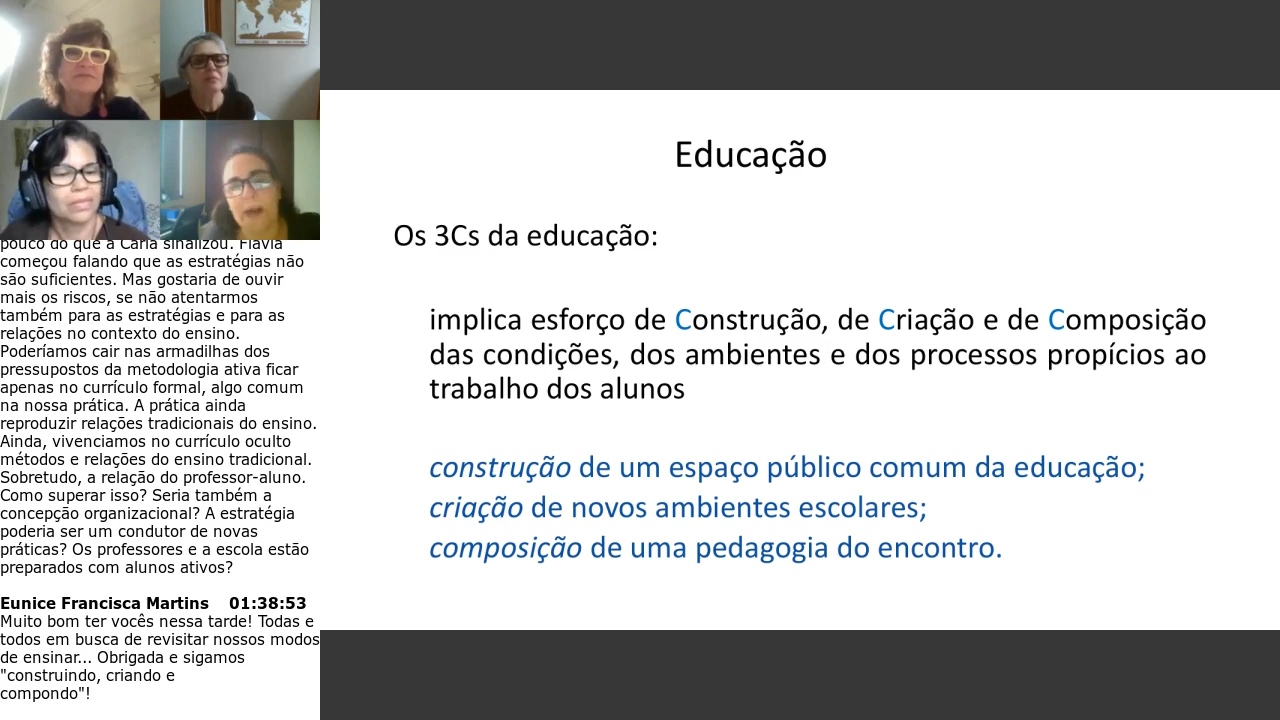 pouco do que a Carla sinalizou. Flávia
começou falando que as estratégias não
são suficientes. Mas gostaria de ouvir
mais os riscos, se não atentarmos
também para as estratégias e para as
relações no contexto do ensino.
Poderíamos cair nas armadilhas dos
pressupostos da metodologia ativa ficar
apenas no currículo formal, algo comum
na nossa prática. A prática ainda
reproduzir relações tradicionais do ensino.
Ainda, vivenciamos no currículo oculto
métodos e relações do ensino tradicional.
Sobretudo, a relação do professor-aluno.
Como superar isso? Seria também a
concepção organizacional? A estratégia
poderia ser um condutor de novas
práticas? Os professores e a escola estão
preparados com alunos ativos?
Eunice Francisca Martins 01:38:53
Muito bom ter vocês nessa tarde! Todas e
todos em busca de revisitar nossos modos
de ensinar... Obrigada e sigamos
"construindo, criando e
compondo"!
Educação
Os 3Cs da educação:
implica esforço de Construção, de Criação e de Composição
das condições, dos ambientes e dos processos propícios ao
trabalho dos alunos
construção de um espaço público comum da educação;
criação de novos ambientes escolares;
composição de uma pedagogia do encontro.